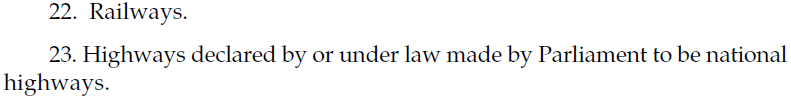 22. Railways.
23. Highways declared by or under law made by Parliament to be national
highways.